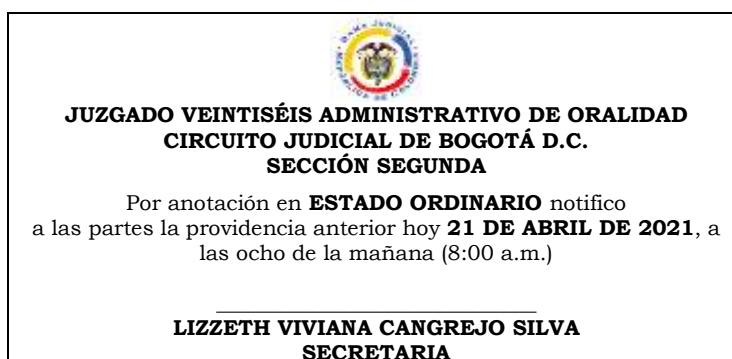 JUZGADO VEINTISÉIS ADMINISTRATIVO DE ORALIDAD
CIRCUITO JUDICIAL DE BOGOTÁ D.C.
SECCIÓN SEGUNDA
Por anotación en ESTADO ORDINARIO notifico
a las partes la providencia anterior hoy 21 DE ABRIL DE 2021, a
las ocho de la mañana (8:00 a.m.)
LIZZETH VIVIANA CANGREJO SILVA
SECRETARIA